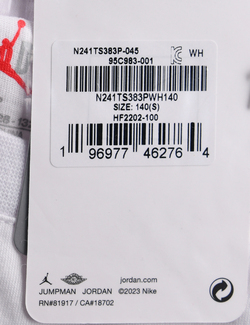 N241TS383P-045
95C983-001
WH
N241TS383PWH140
SIZE: 140(S)
HF2202-100
1 96977 46276 4
jordan.com
JUMPMAN JORDAN ©2023 Nike
RN#81917 / CA#18702